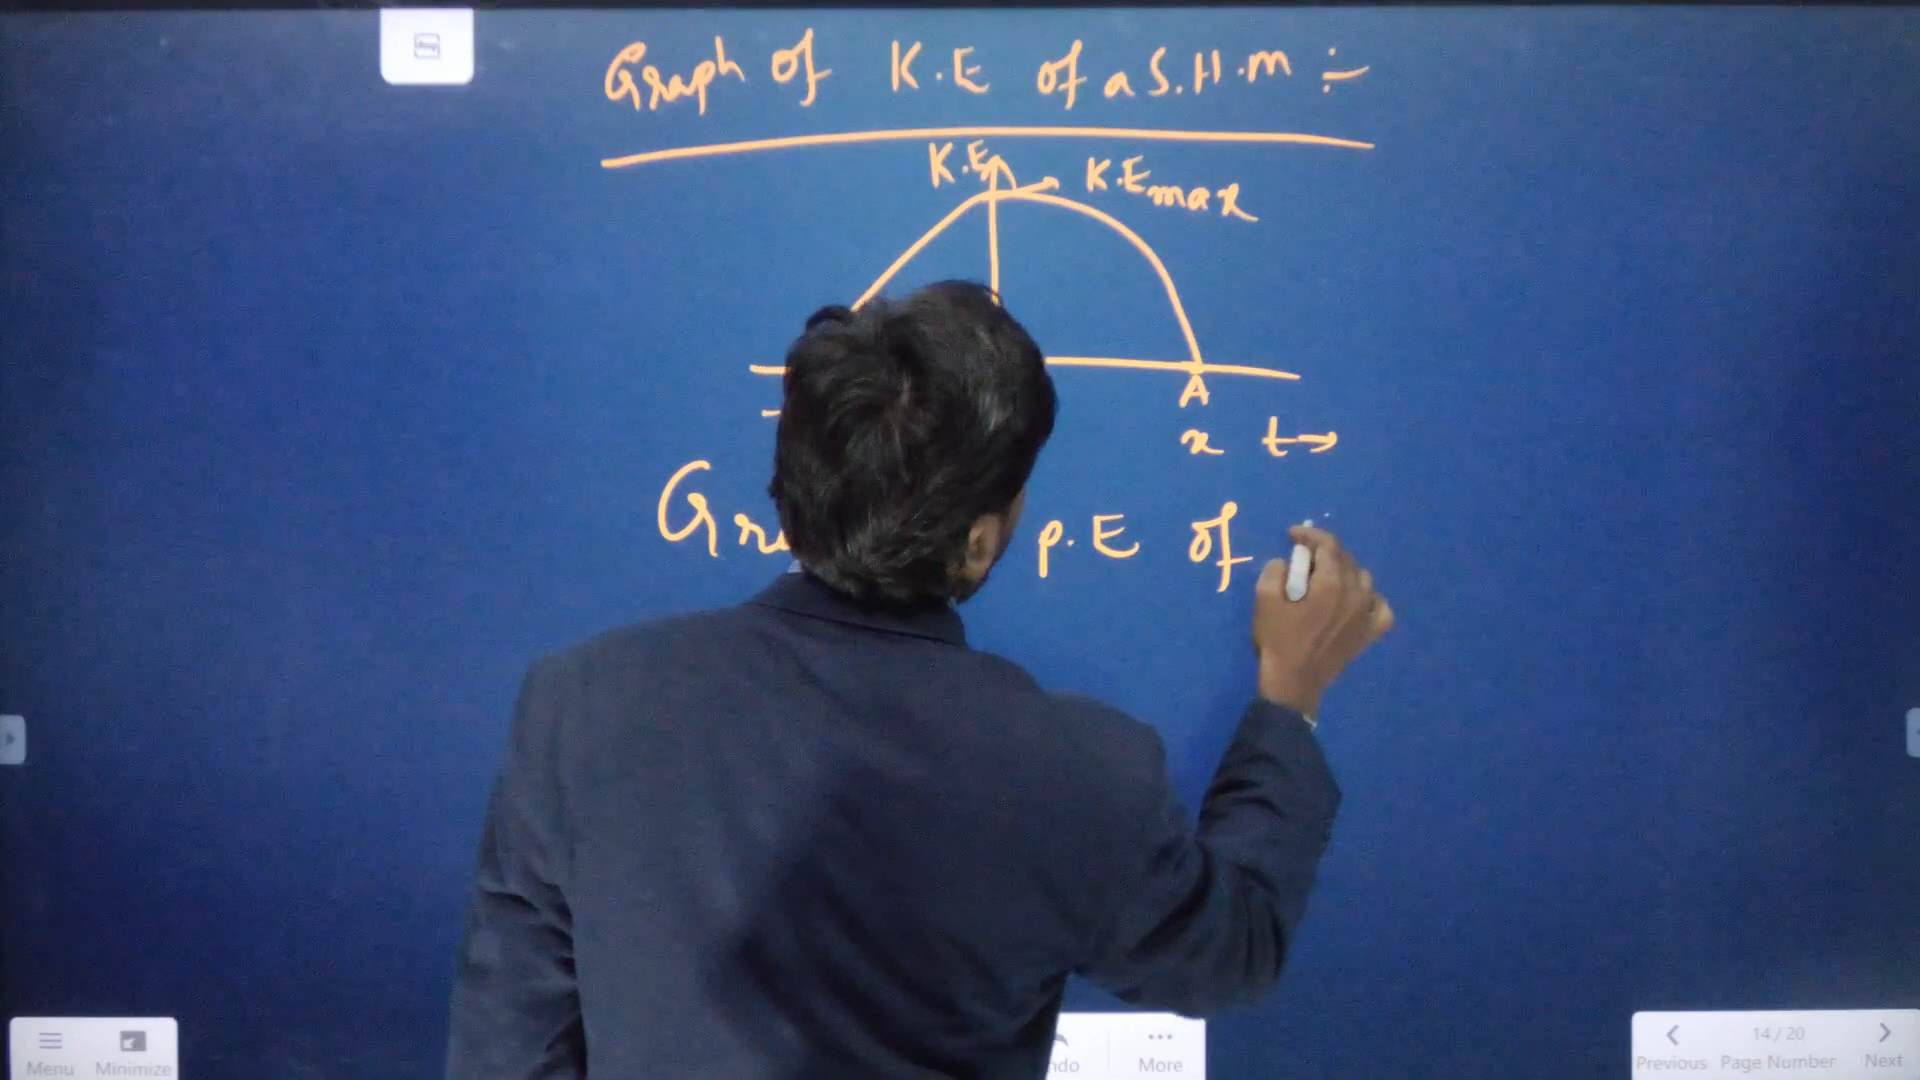 Graph of K.E of a S.H.M :-
K.E
K.Emax
A
x t→
P.E of
Menu Minimize
More
14 / 20
Previous Page Number Next